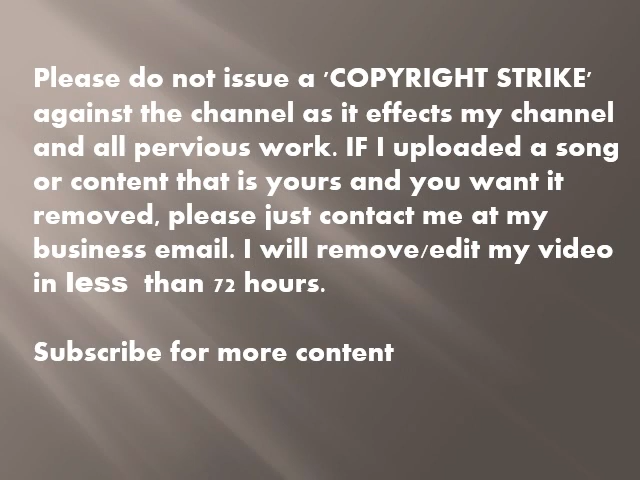 Please do not issue a 'COPYRIGHT STRIKE'
against the channel as it effects my channel
and all pervious work. IF I uploaded a song
or content that is yours and you want it
removed, please just contact me at my
business email. I will remove/edit my video
in less than 72 hours.
Subscribe for more content